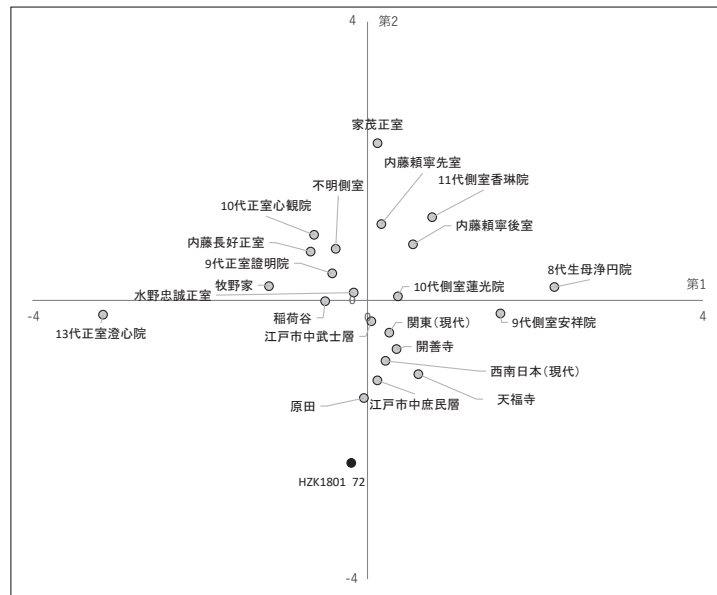 4
第2
家茂正室
内藤頼寧先室
不明側室
11代側室香琳院
10代正室心観院
内藤長好正室
内藤頼寧後室
9代正室證明院
8代生母浄円院
牧野家
10代側室蓮光院
第1
水野忠誠正室
0
-4
4
稲荷谷
0
9代側室安祥院
13代正室澄心院
江戸市中武士層
関東(現代)
開善寺
西南日本(現代)
原田
江戸市中庶民層
天福寺
HZK1801 72
-4